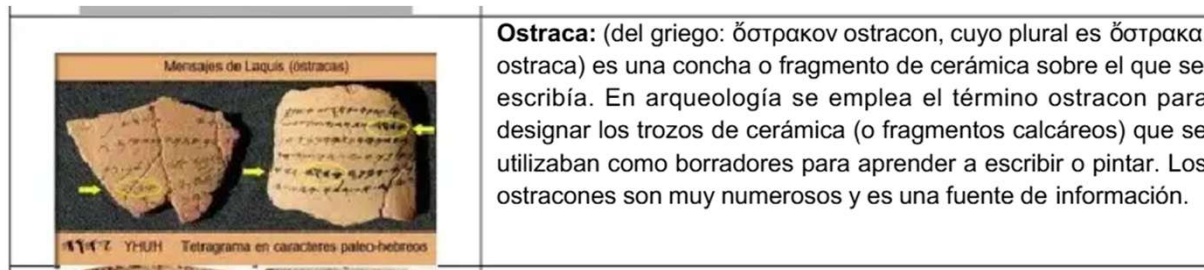 Mensajes de Laquis (óstracas)
YHUH Tetragrama en caracteres paleo-hebreos
Ostraca: (del griego: ὄστρακον ostracon, cuyo plural es ὄστρακα
ostraca) es una concha o fragmento de cerámica sobre el que se
escribía. En arqueología se emplea el término ostracon para
designar los trozos de cerámica (o fragmentos calcáreos) que se
utilizaban como borradores para aprender a escribir o pintar. Los
ostracones son muy numerosos y es una fuente de información.